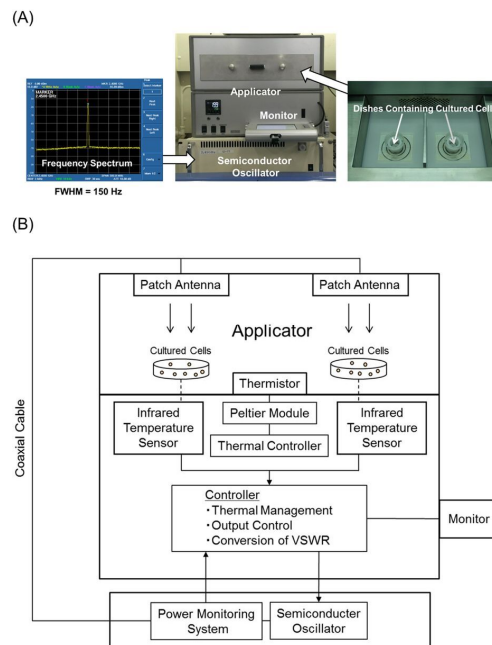 (A)
Applicator
Monitor
Dishes Containing Cultured Cell
Frequency Spectrum
Semiconductor
Oscillator
FWHM = 150 Hz
(B)
Patch Antenna
Patch Antenna
Applicator
Cultured Cells
Cultured Cells
Thermistor
Coaxial Cable
Infrared
Temperature
Sensor
Peltier Module
Thermal Controller
Infrared
Temperature
Sensor
Controller
・Thermal Management
・Output Control
・Conversion of VSWR
Monitor
Power Monitoring
System
Semiconducter
Oscillator